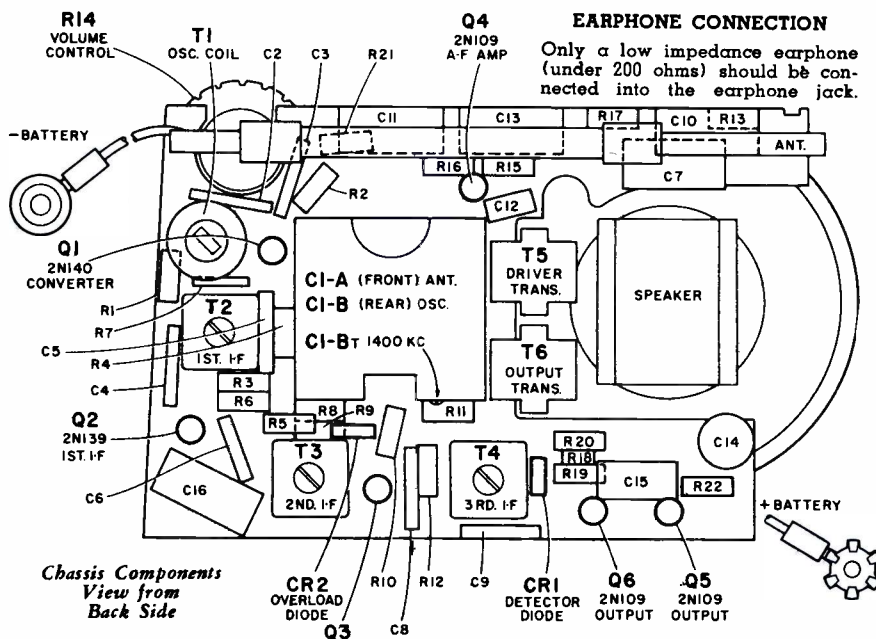 R14
VOLUME
CONTROL
T1
OSC. COIL
C2
C3
R21
Q4
2N109
A-F AMP
EARPHONE CONNECTION
Only a low impedance earphone
(under 200 ohms) should be con-
nected into the earphone jack.
-BATTERY
C11
C13
R17
C10
R13
ANT.
R16
R15
C7
R2
C12
Q1
2N140
CONVERTER
C1-A (FRONT) ANT.
C1-B (REAR) OSC.
C1-BT 1400 KC
T5
DRIVER
TRANS.
SPEAKER
R1
R7
T2
1ST. I-F
C5
R4
T6
OUTPUT
TRANS.
C4
R3
R6
Q2
2N139
1ST. I-F
R5
R8
R9
R11
C6
C16
T3
2ND. I-F
T4
3RD. I-F
R20
R18
R19
C15
C14
R22
+BATTERY
Chassis Components
View from
Back Side
CR2
OVERLOAD
DIODE
Q3
R10
C8
R12
C9
CR1
DETECTOR
DIODE
Q6
2N109
OUTPUT
Q5
2N109
OUTPUT